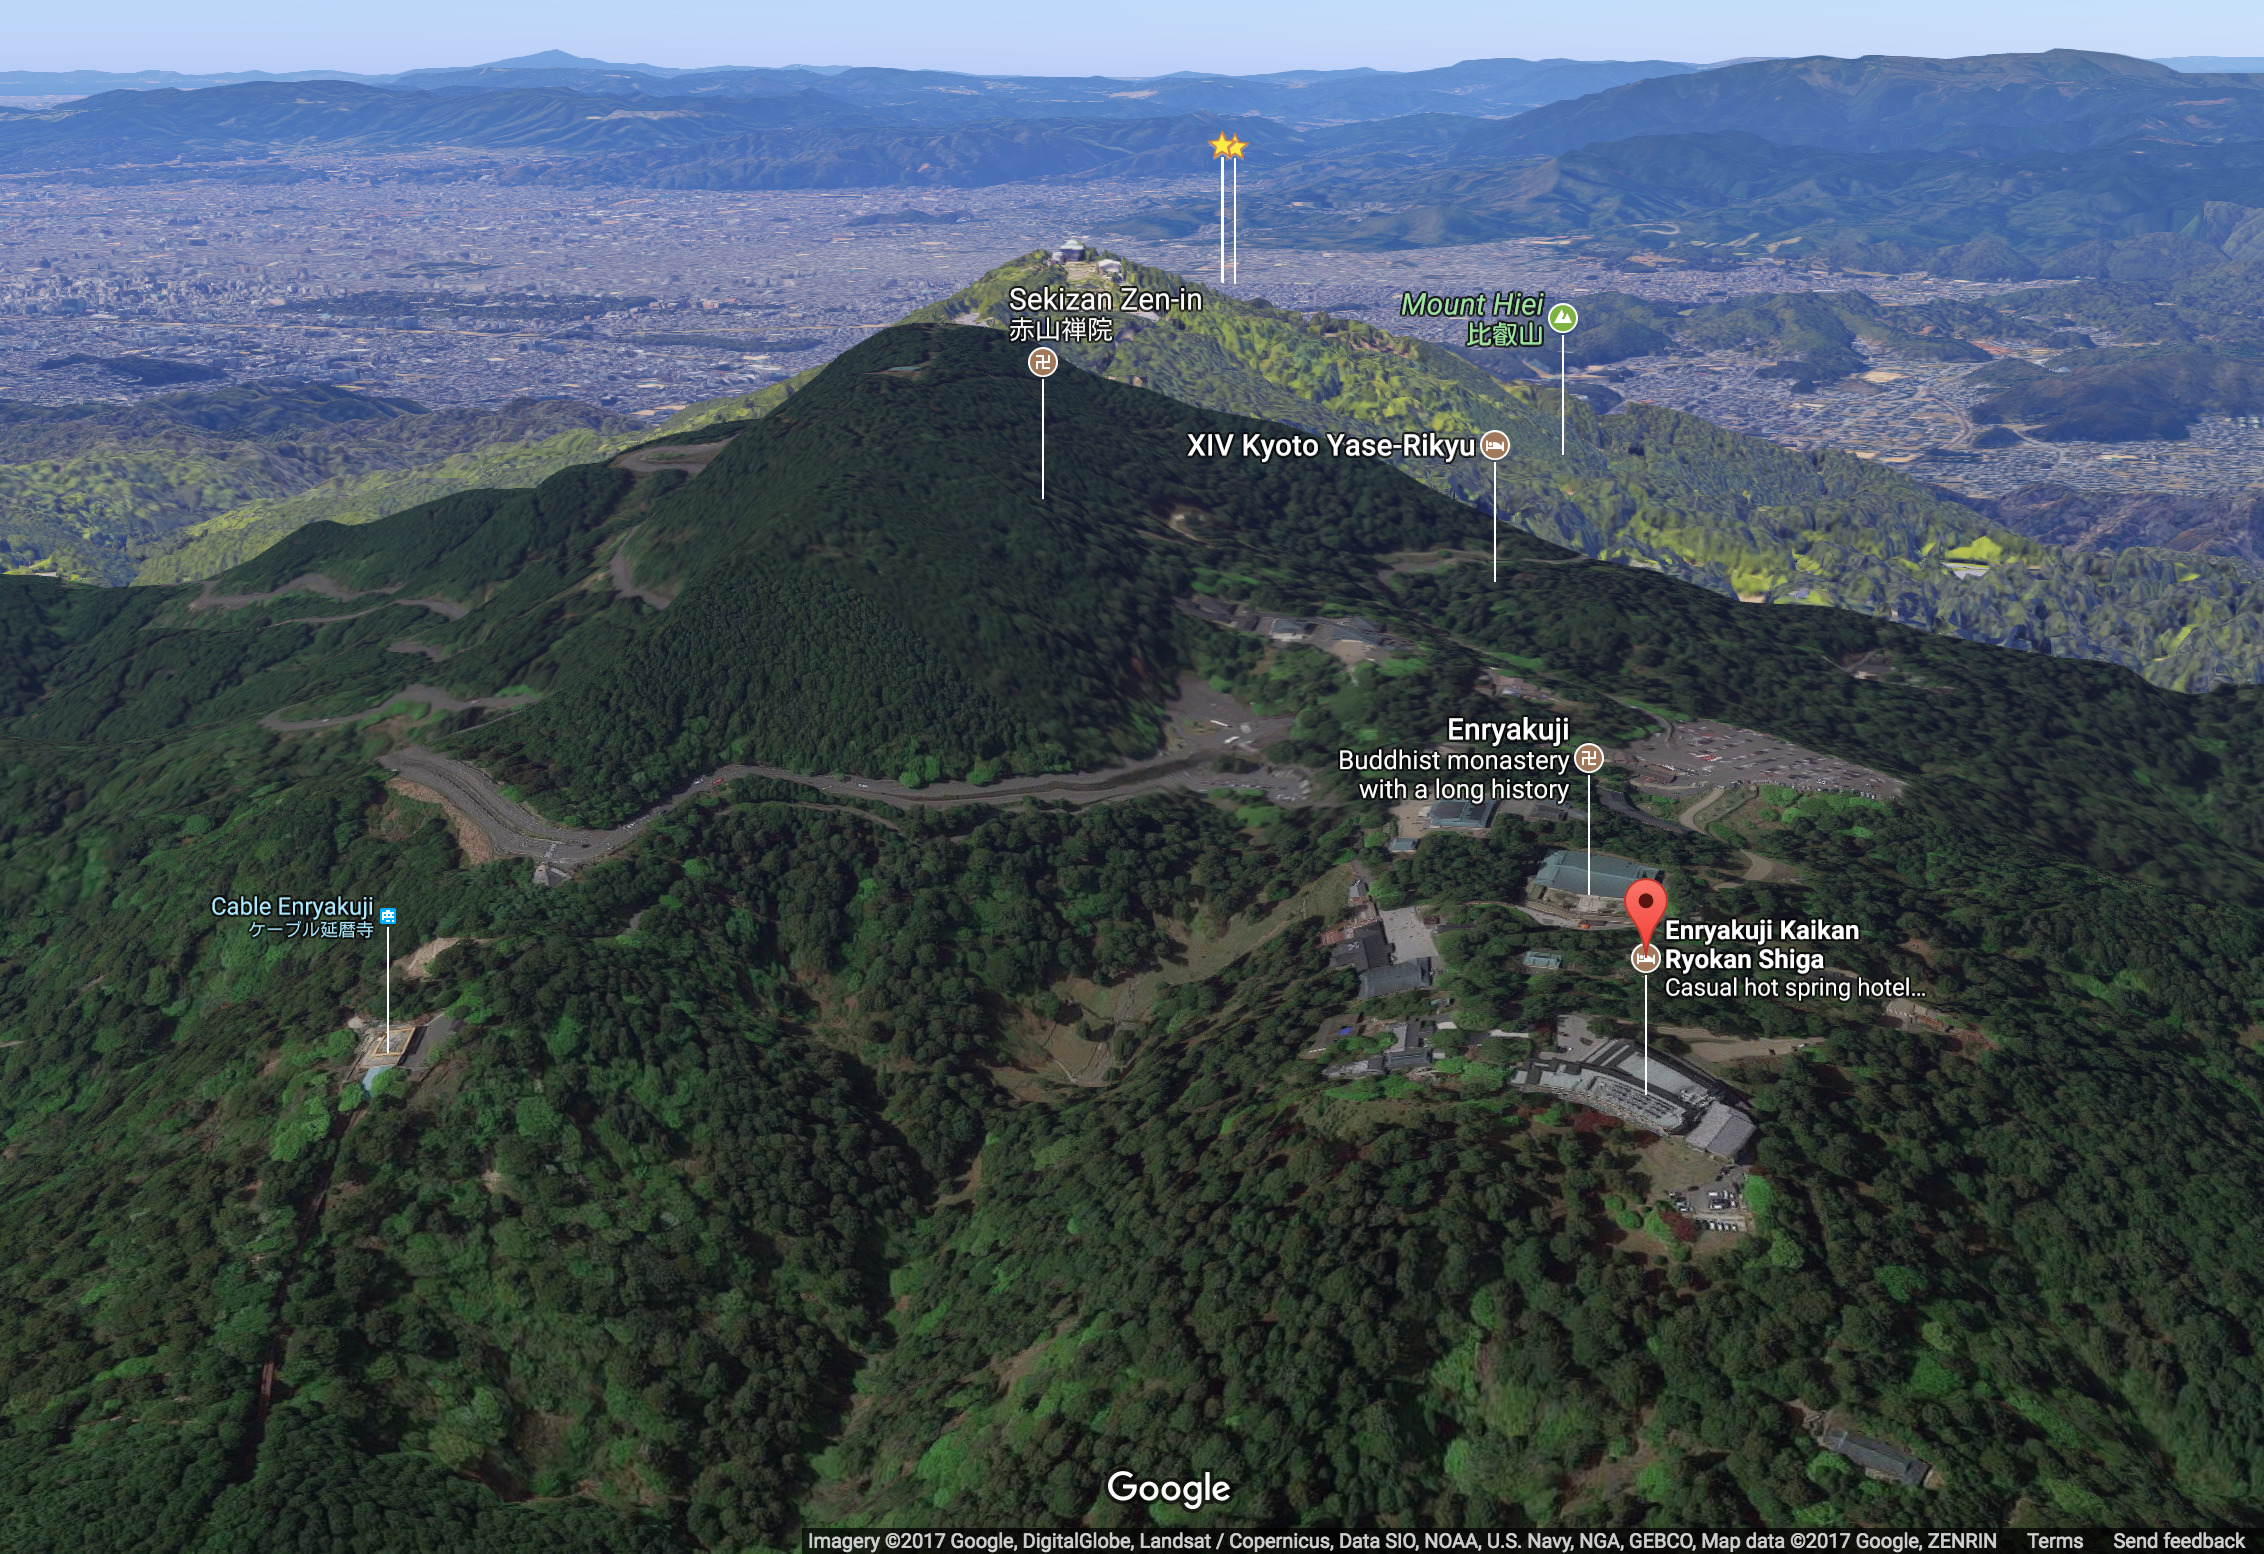 Sekizan Zen-in
赤山禅院
Mount Hiei
比叡山
XIV Kyoto Yase-Rikyu
Enryakuji
Buddhist monastery
with a long history
Cable Enryakuji
ケーブル延暦寺
Enryakuji Kaikan
Ryokan Shiga
Casual hot spring hotel...
Google
Imagery ©2017 Google, DigitalGlobe, Landsat / Copernicus, Data SIO, NOAA, U.S. Navy, NGA, GEBCO, Map data ©2017 Google, ZENRIN Terms Send feedback